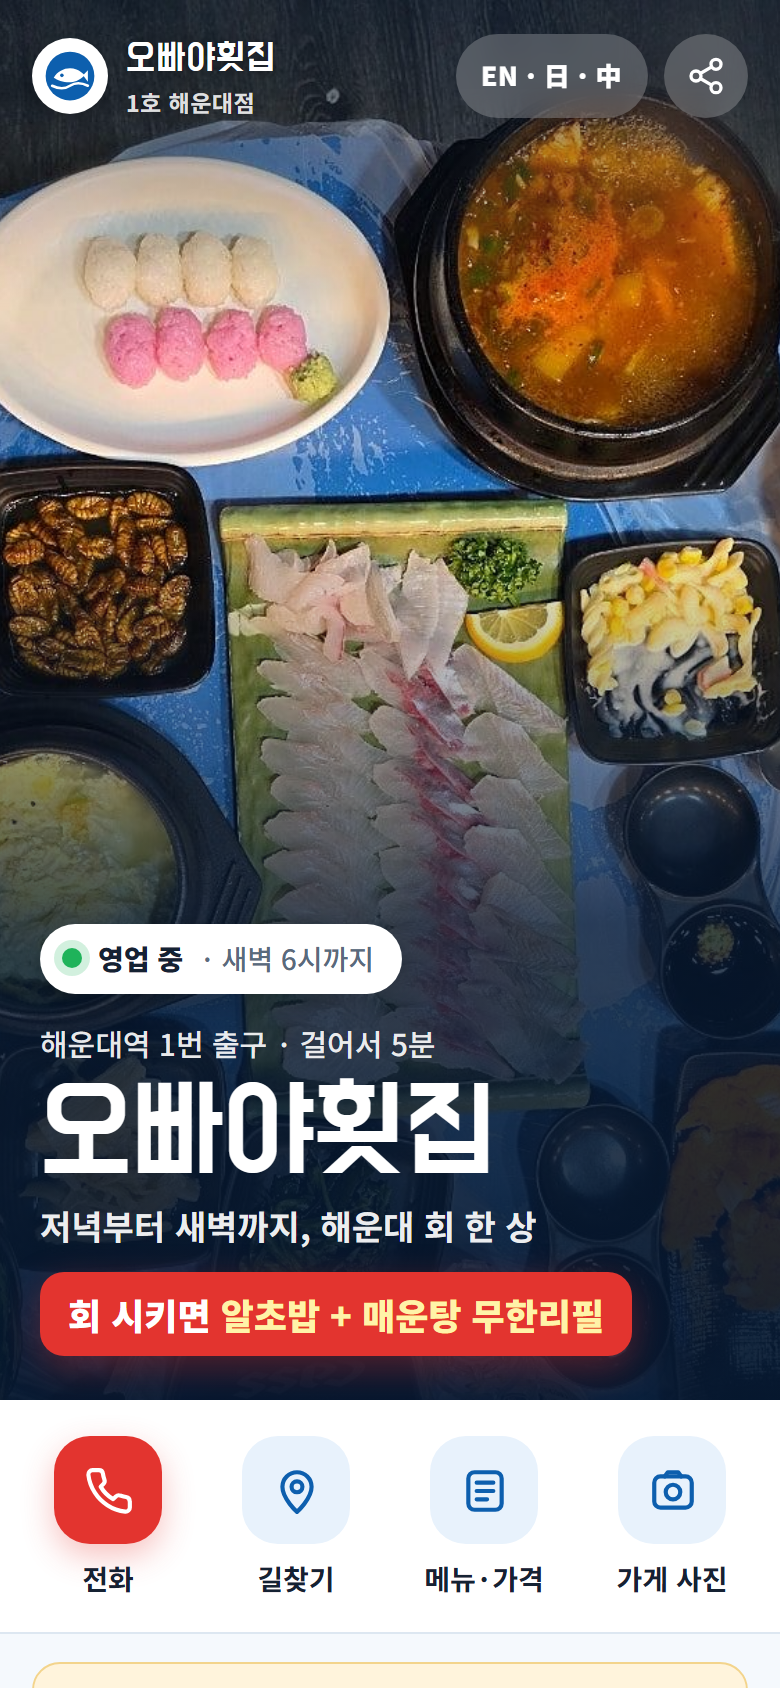 오빠야횟집
1호 해운대점
EN · 日 · 中
영업 중 · 새벽 6시까지
해운대역 1번 출구 · 걸어서 5분
오빠야횟집
저녁부터 새벽까지, 해운대 회 한 상
회 시키면 알초밥 + 매운탕 무한리필
전화
길찾기
메뉴·가격
가게 사진